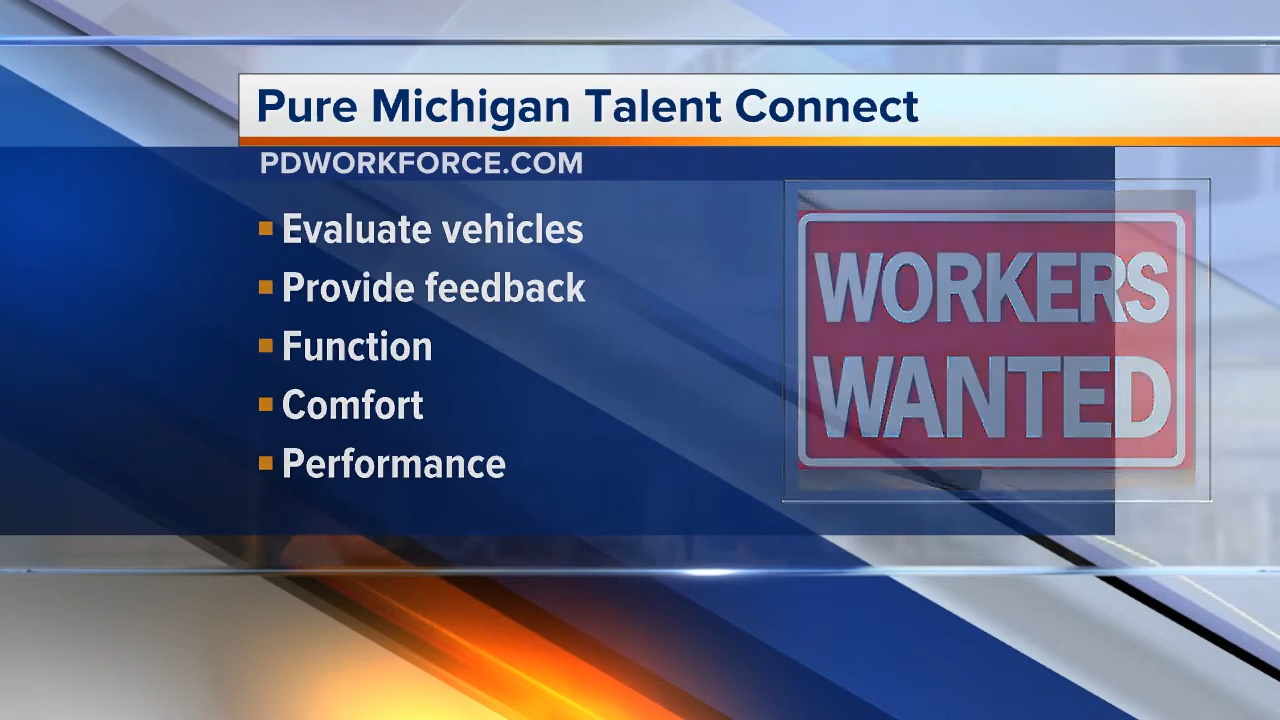 Pure Michigan Talent Connect
PDWORKFORCE.COM
Evaluate vehicles
Provide feedback
Function
Comfort
Performance
WORKERS
WANTED